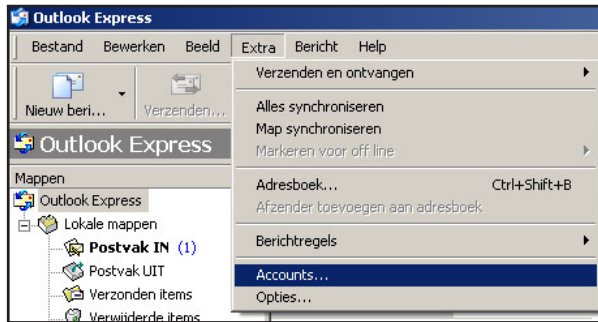 Outlook Express
Bestand Bewerken Beeld Extra Bericht Help
Nieuw beri... Verzenden...
Outlook Express
Mappen
Outlook Express
Lokale mappen
Postvak IN (1)
Postvak UIT
Verzonden items
Verwijderde items
Verzenden en ontvangen
Alles synchroniseren
Map synchroniseren
Markeren voor off line
Adresboek... Ctrl+Shift+B
Afzender toevoegen aan adresboek
Berichtregels
Accounts...
Opties...